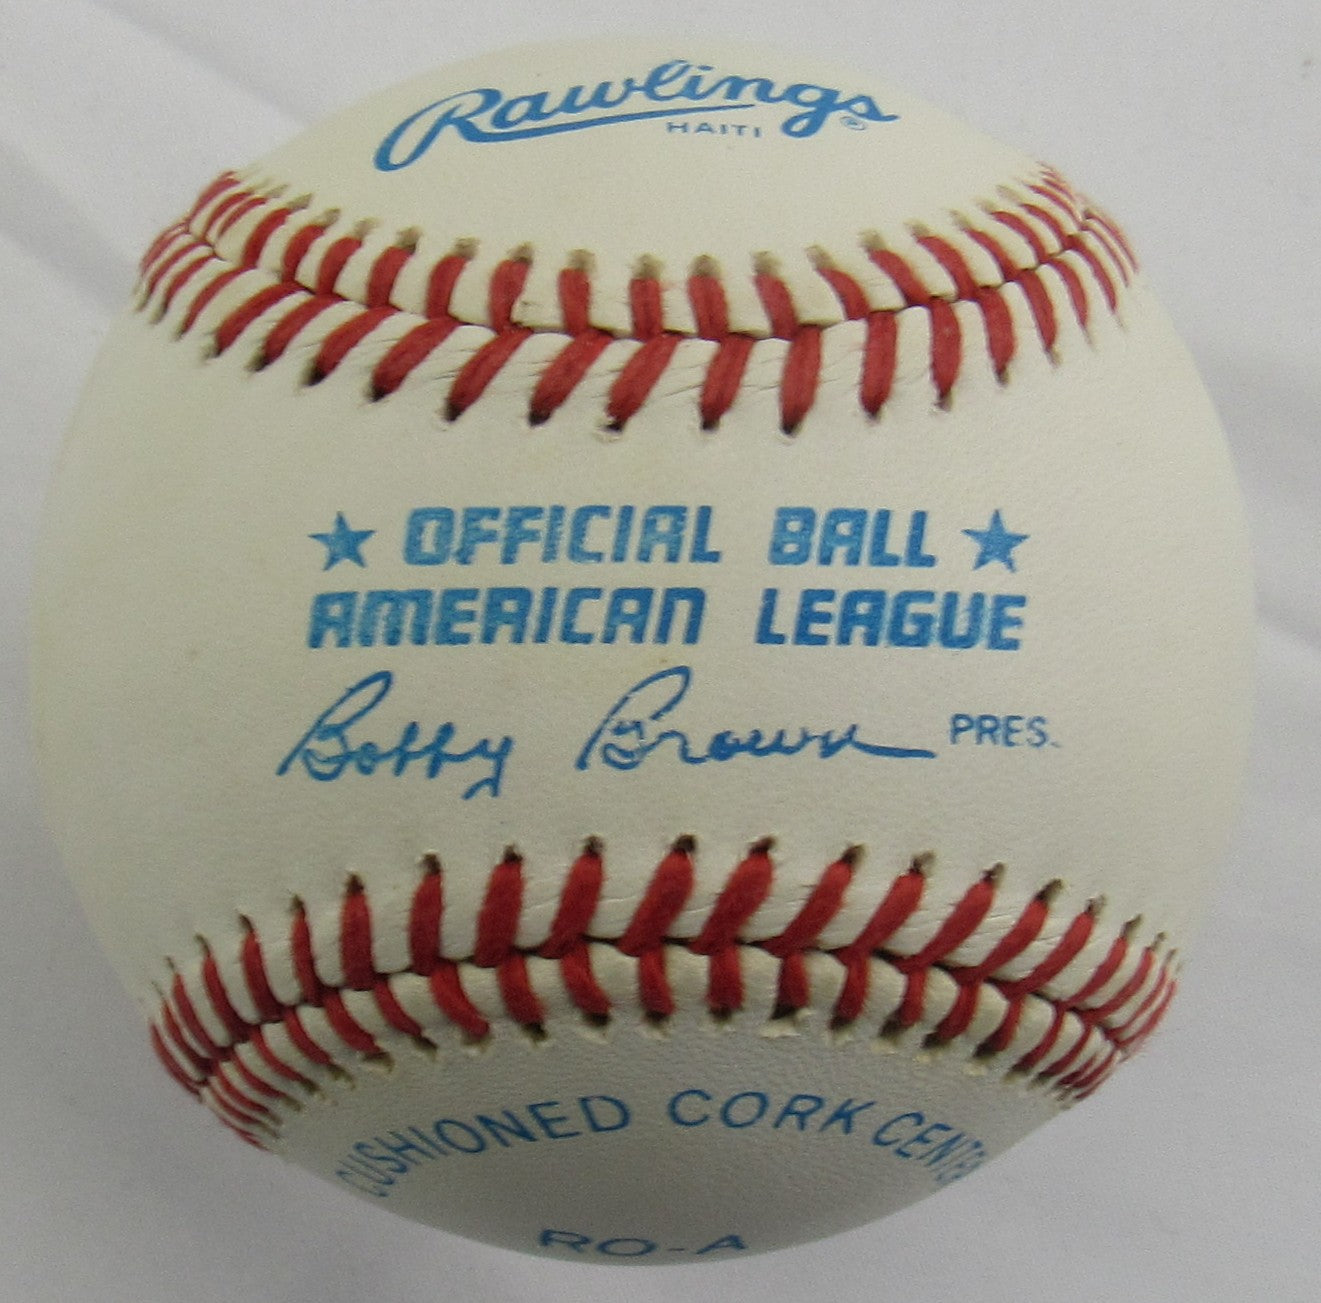 Rawlings ®
HAITI
★ OFFICIAL BALL ★
AMERICAN LEAGUE
Bobby Brown PRES.
CUSHIONED CORK CENTER
RO-A